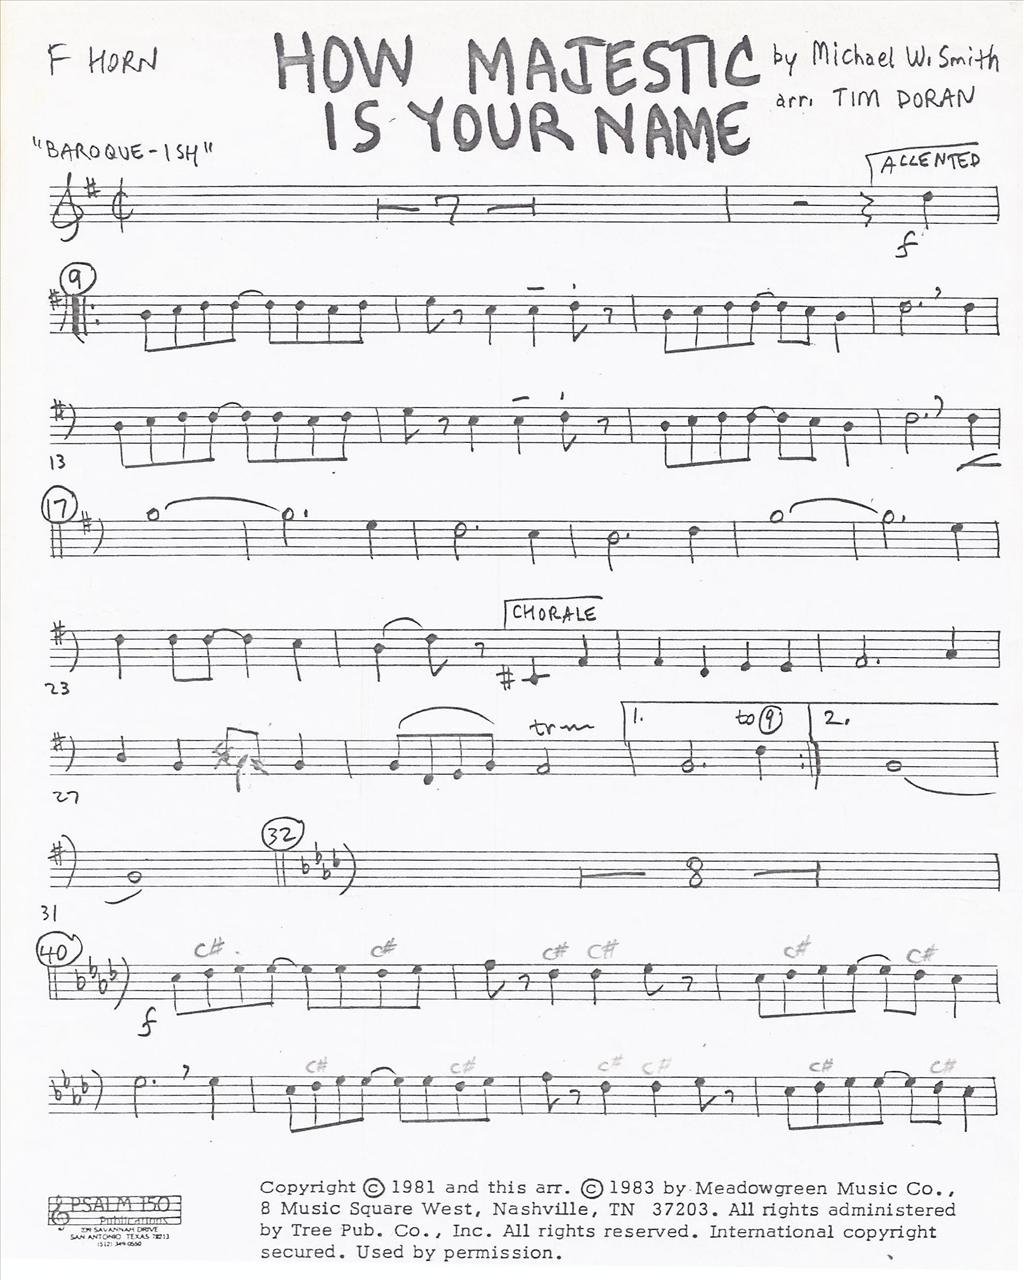 F HORN
HOW MAJESTIC
IS YOUR NAME
by Michael W. Smith
arr. TIM DORAN
"BAROQUE-ISH"
ACCENTED
7
f
9
13
17
CHORALE
23
tr
1. to 9 2.
27
32
8
31
40
C# . C# C# C# C# C#
f
C# C# C# C# C# C#
PSALM 150
Publications
SAVANNAH DRIVE
SAN ANTONIO TEXAS 78213
(512) 349 0550
Copyright © 1981 and this arr. © 1983 by Meadowgreen Music Co.,
8 Music Square West, Nashville, TN 37203. All rights administered
by Tree Pub. Co., Inc. All rights reserved. International copyright
secured. Used by permission.